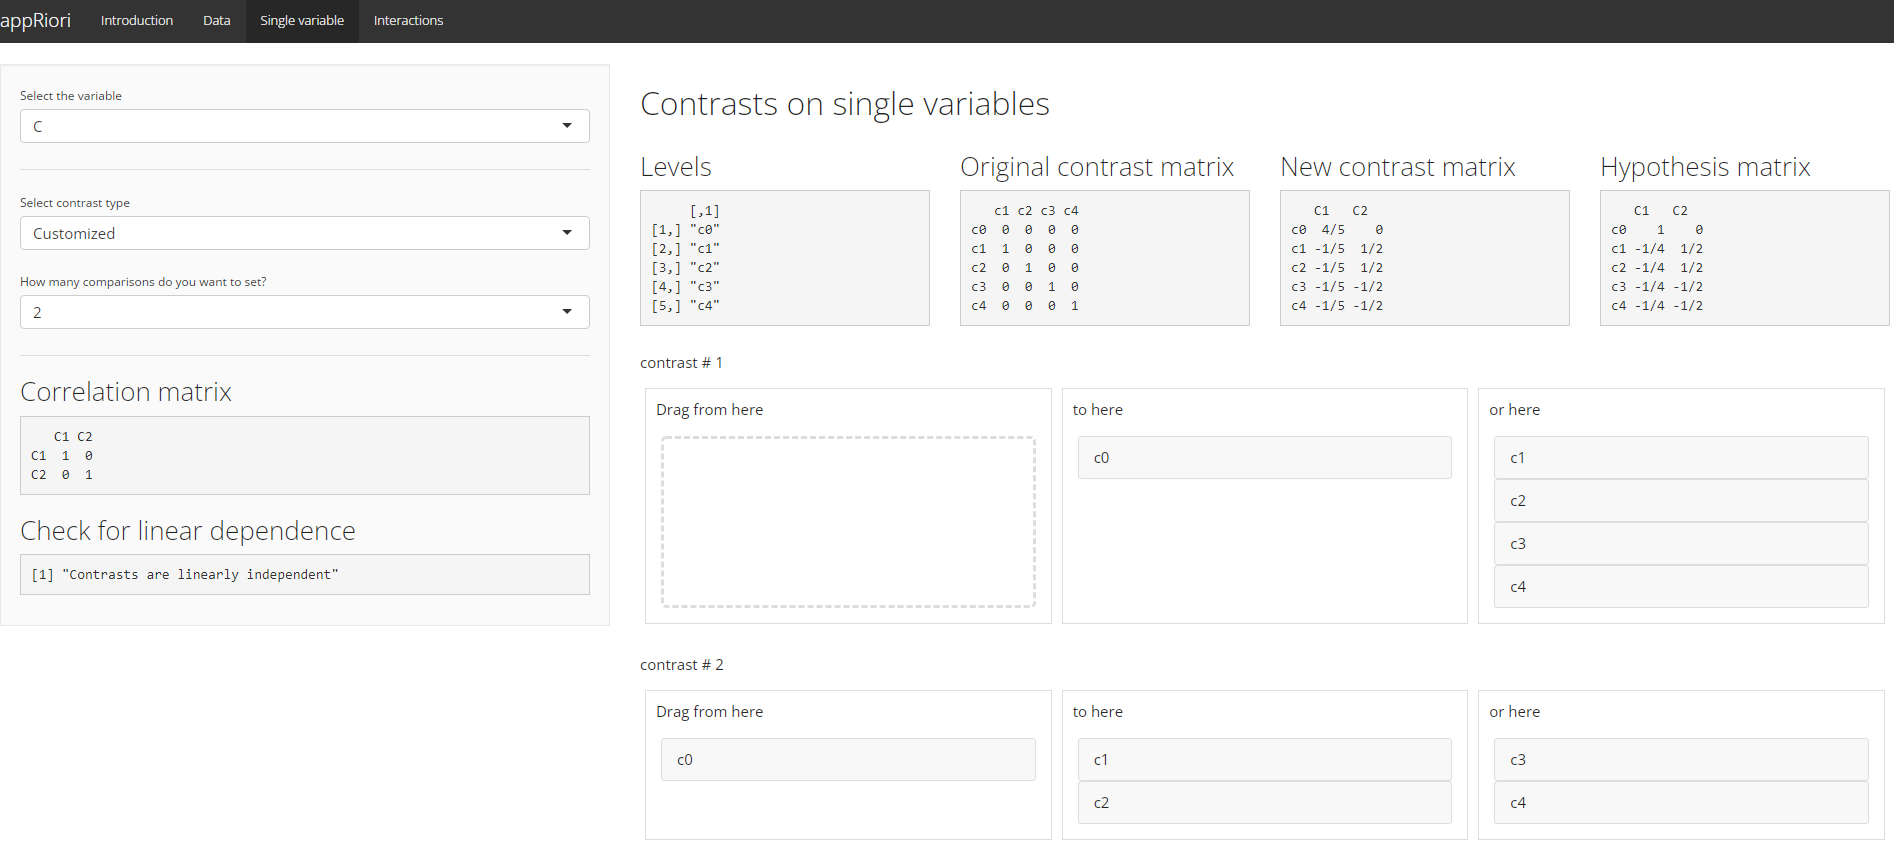 appRiori Introduction Data Single variable Interactions
Select the variable
C
Select contrast type
Customized
How many comparisons do you want to set?
2
Correlation matrix
   C1 C2
C1  1  0
C2  0  1
Check for linear dependence
[1] "Contrasts are linearly independent"
Contrasts on single variables
Levels
     [,1]
[1,] "c0"
[2,] "c1"
[3,] "c2"
[4,] "c3"
[5,] "c4"
Original contrast matrix
   c1 c2 c3 c4
c0  0  0  0  0
c1  1  0  0  0
c2  0  1  0  0
c3  0  0  1  0
c4  0  0  0  1
New contrast matrix
   C1   C2
c0  4/5    0
c1 -1/5  1/2
c2 -1/5  1/2
c3 -1/5 -1/2
c4 -1/5 -1/2
Hypothesis matrix
   C1   C2
c0    1    0
c1 -1/4  1/2
c2 -1/4  1/2
c3 -1/4 -1/2
c4 -1/4 -1/2
contrast # 1
Drag from here
to here
c0
or here
c1
c2
c3
c4
contrast # 2
Drag from here
c0
to here
c1
c2
or here
c3
c4